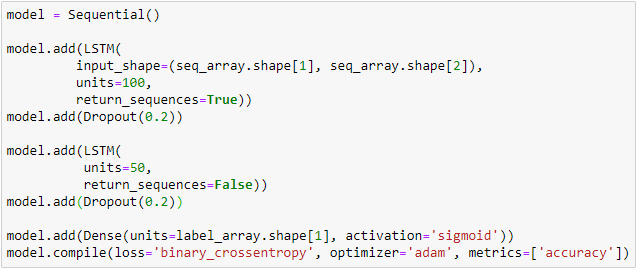 model = Sequential()
model.add(LSTM(
input_shape=(seq_array.shape[1], seq_array.shape[2]),
units=100,
return_sequences=True))
model.add(Dropout(0.2))
model.add(LSTM(
units=50,
return_sequences=False))
model.add(Dropout(0.2))
model.add(Dense(units=label_array.shape[1], activation='sigmoid'))
model.compile(loss='binary_crossentropy', optimizer='adam', metrics=['accuracy'])